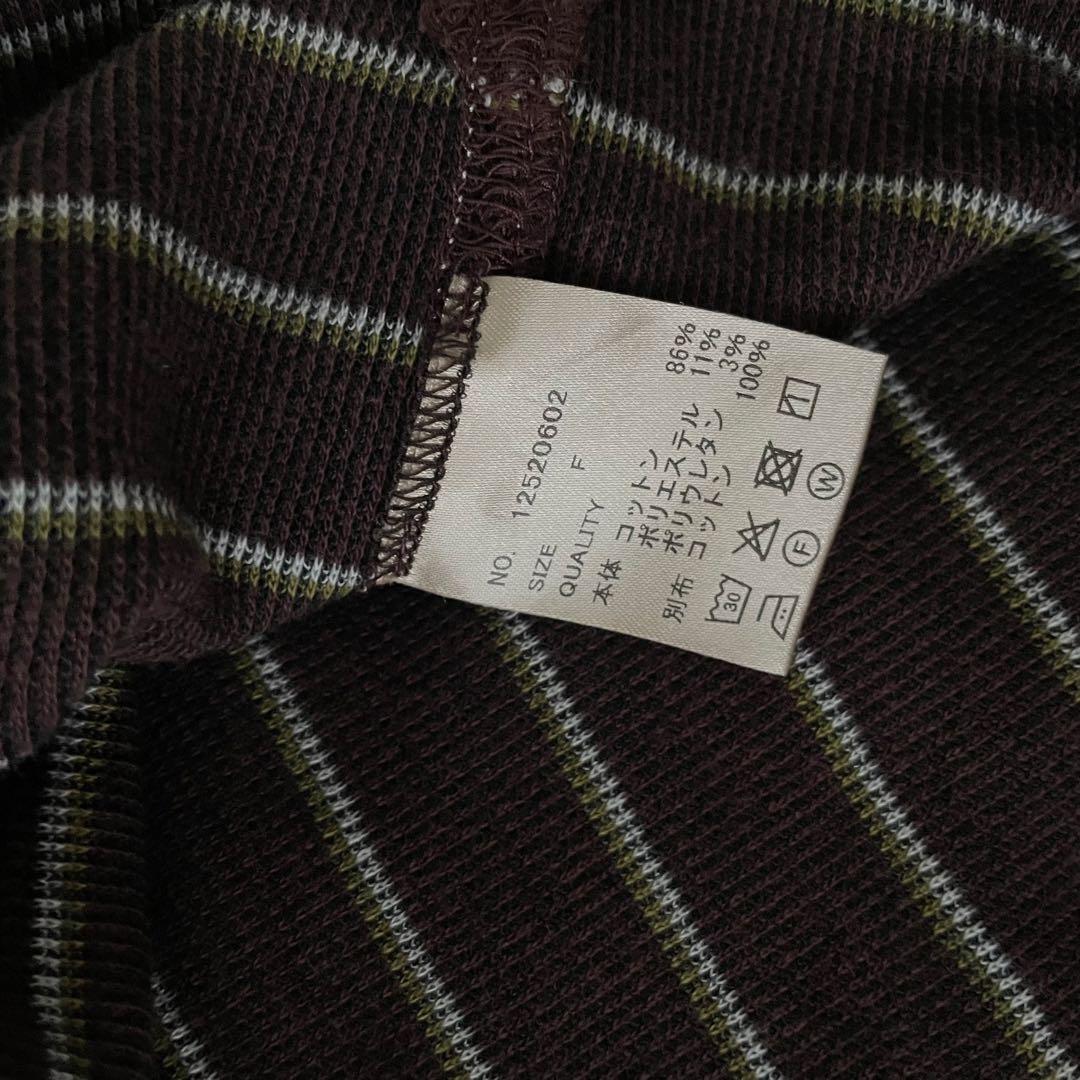 NO. 12520602
SIZE F
QUALITY
本体 コットン 86%
ポリエステル 11%
ポリウレタン 3%
別布 コットン 100%
30
F W